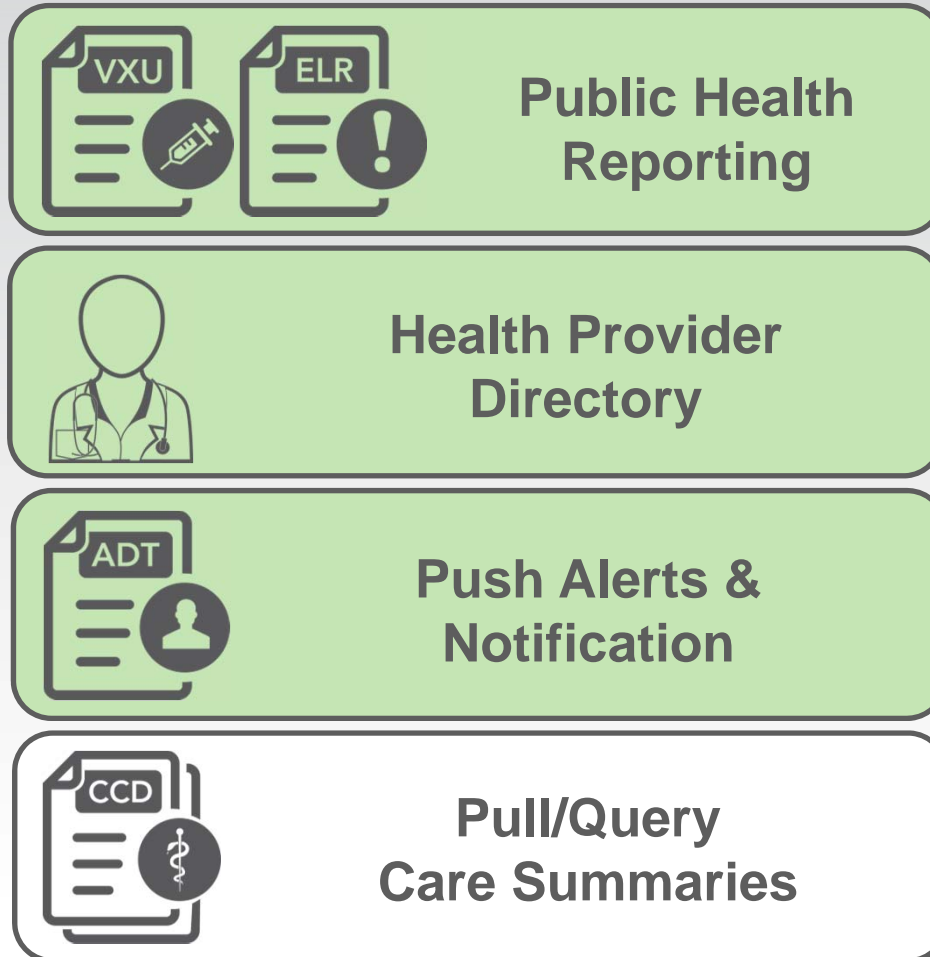 VXU
ELR
Public Health
Reporting
Health Provider
Directory
ADT
Push Alerts &
Notification
CCD
Pull/Query
Care Summaries